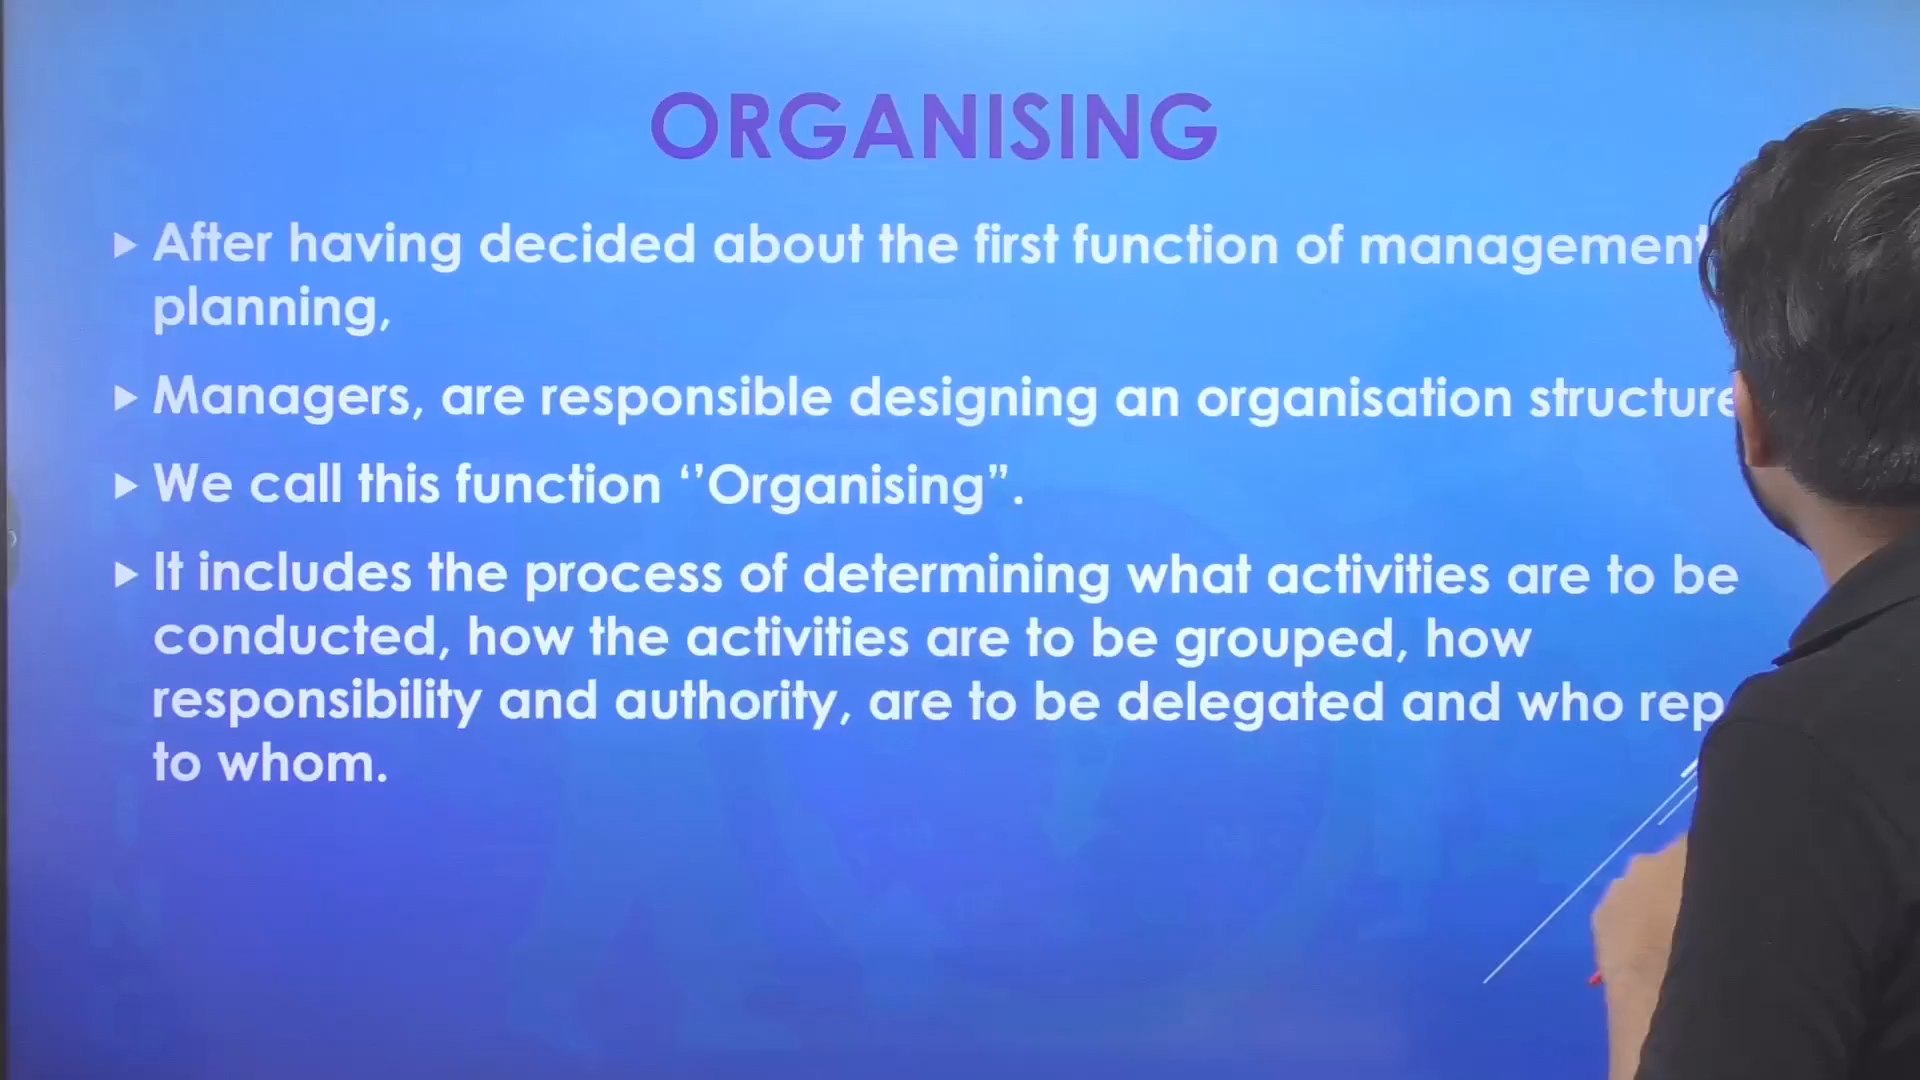 ORGANISING
After having decided about the first function of management
planning,
Managers, are responsible designing an organisation structure
We call this function ‘’Organising”.
It includes the process of determining what activities are to be
conducted, how the activities are to be grouped, how
responsibility and authority, are to be delegated and who
to whom.